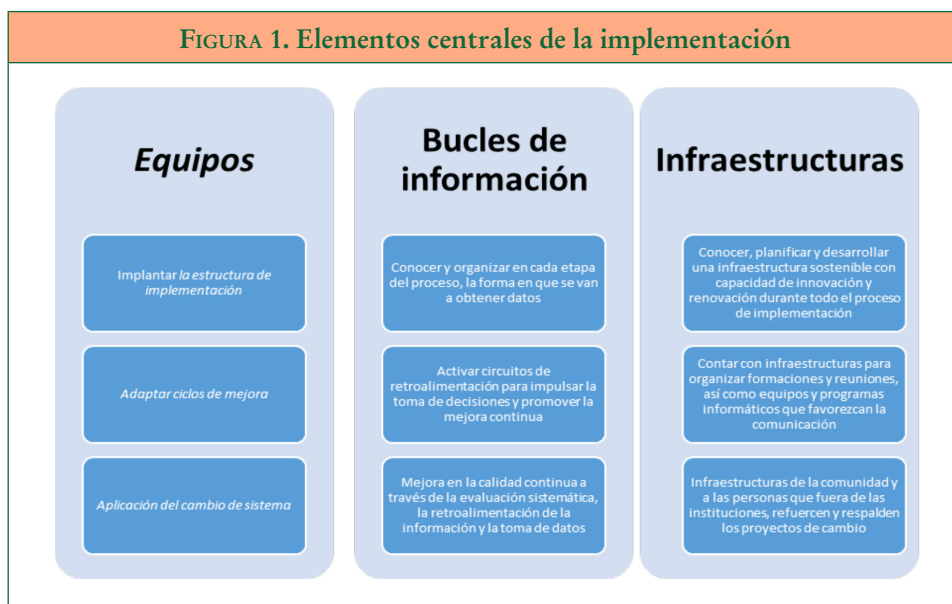 FIGURA 1. Elementos centrales de la implementación
Equipos
Implantar la estructura de
implementación
Adaptar ciclos de mejora
Aplicación del cambio de sistema
Bucles de
información
Conocer y organizar en cada etapa
del proceso, la forma en que se van
a obtener datos
Activar circuitos de
retroalimentación para impulsar la
toma de decisiones y promover la
mejora continua
Mejora en la calidad continua a
través de la evaluación sistemática,
la retroalimentación de la
información y la toma de datos
Infraestructuras
Conocer, planificar y desarrollar
una infraestructura sostenible con
capacidad de innovación y
renovación durante todo el proceso
de implementación
Contar con infraestructuras para
organizar formaciones y reuniones,
así como equipos y programas
informáticos que favorezcan la
comunicación
Infraestructuras de la comunidad y
a las personas que fuera de las
instituciones, refuercen y respalden
los proyectos de cambio